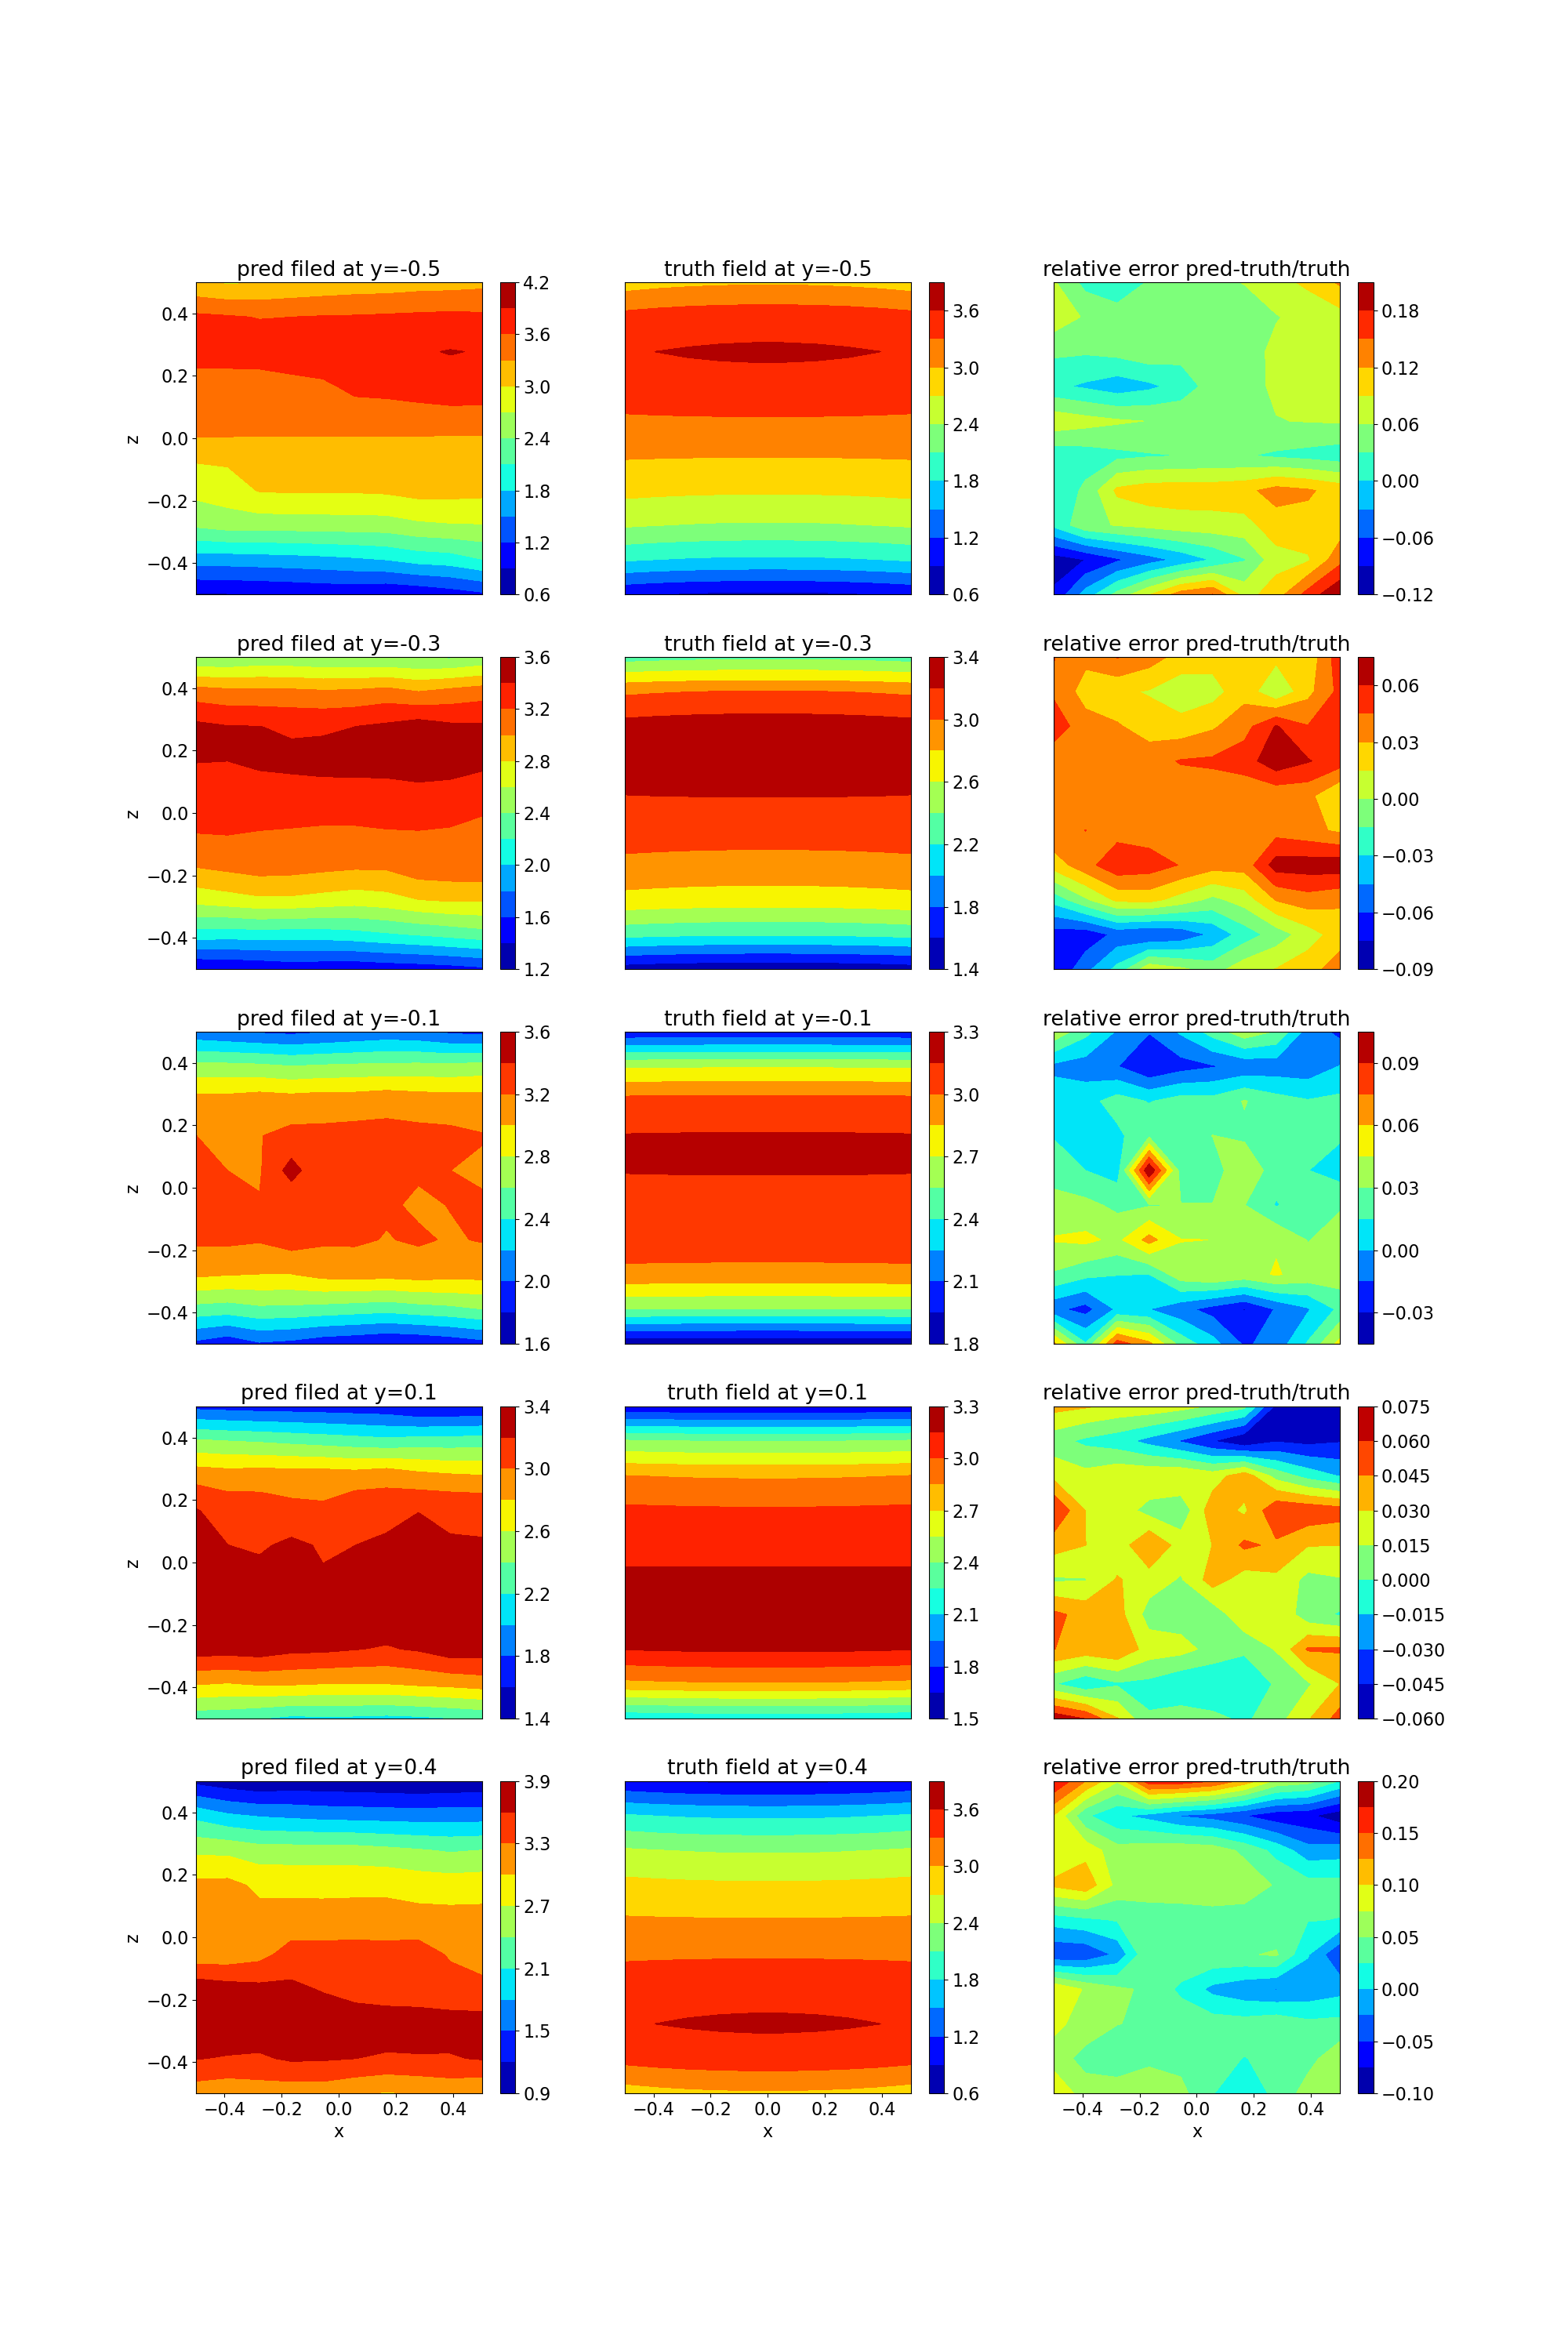 pred filed at y=-0.5 truth field at y=-0.5 relative error pred-truth/truth
z 0.4 0.2 0.0 −0.2 −0.4
4.2 3.6 3.0 2.4 1.8 1.2 0.6
3.6 3.0 2.4 1.8 1.2 0.6
0.18 0.12 0.06 0.00 −0.06 −0.12
pred filed at y=-0.3 truth field at y=-0.3 relative error pred-truth/truth
z 0.4 0.2 0.0 −0.2 −0.4
3.6 3.2 2.8 2.4 2.0 1.6 1.2
3.4 3.0 2.6 2.2 1.8 1.4
0.06 0.03 0.00 −0.03 −0.06 −0.09
pred filed at y=-0.1 truth field at y=-0.1 relative error pred-truth/truth
z 0.4 0.2 0.0 −0.2 −0.4
3.6 3.2 2.8 2.4 2.0 1.6
3.3 3.0 2.7 2.4 2.1 1.8
0.09 0.06 0.03 0.00 −0.03
pred filed at y=0.1 truth field at y=0.1 relative error pred-truth/truth
z 0.4 0.2 0.0 −0.2 −0.4
3.4 3.0 2.6 2.2 1.8 1.4
3.3 3.0 2.7 2.4 2.1 1.8 1.5
0.075 0.060 0.045 0.030 0.015 0.000 −0.015 −0.030 −0.045 −0.060
pred filed at y=0.4 truth field at y=0.4 relative error pred-truth/truth
z 0.4 0.2 0.0 −0.2 −0.4
3.9 3.3 2.7 2.1 1.5 0.9
3.6 3.0 2.4 1.8 1.2 0.6
0.20 0.15 0.10 0.05 0.00 −0.05 −0.10
−0.4 −0.2 0.0 0.2 0.4 −0.4 −0.2 0.0 0.2 0.4 −0.4 −0.2 0.0 0.2 0.4
x x x